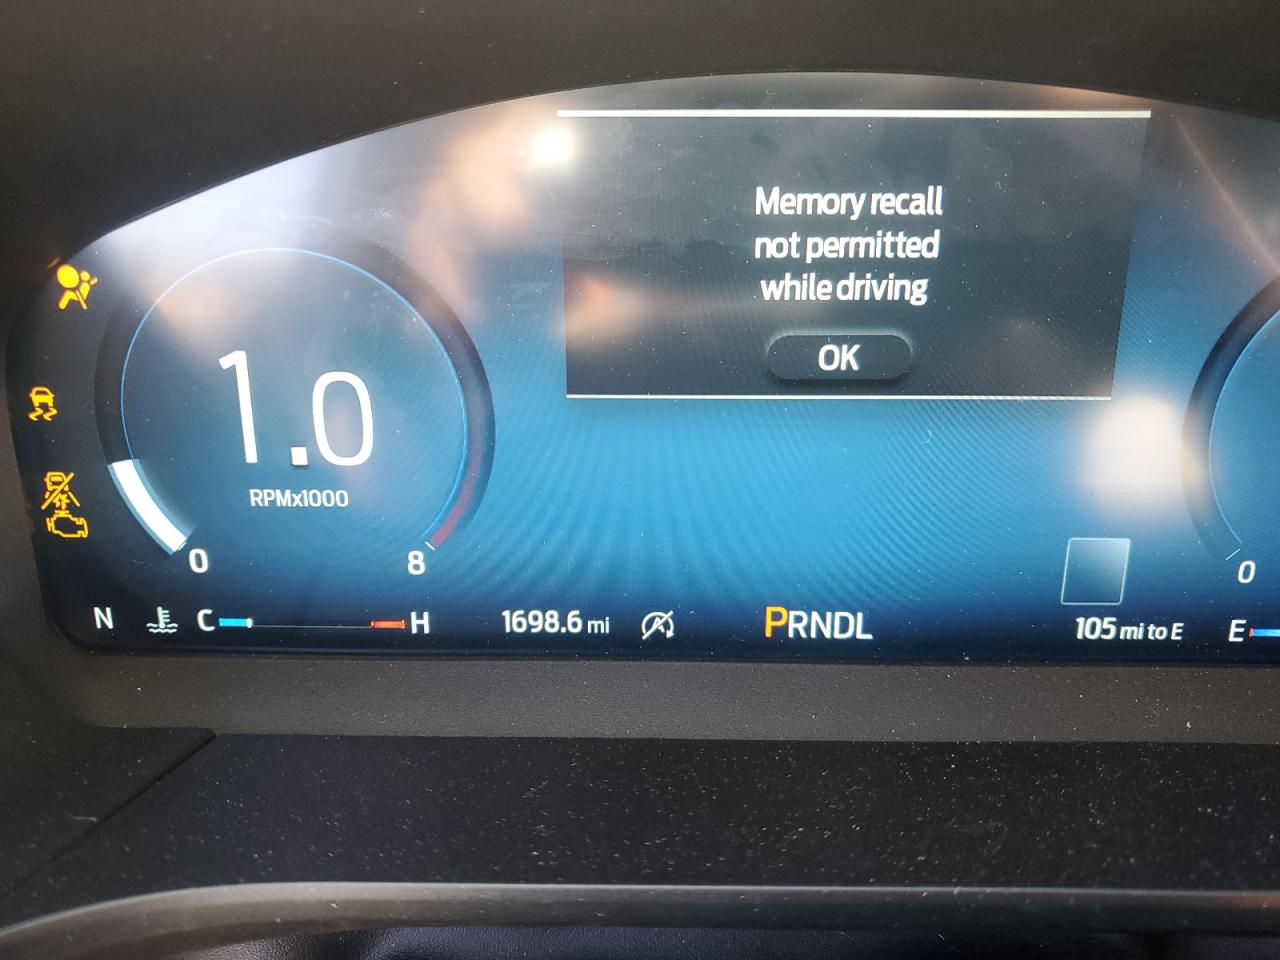 Memory recall
not permitted
while driving
OK
1.0
RPMx1000
0
8
0
N
C
H
1698.6 mi
PRNDL
105 mi to E
E